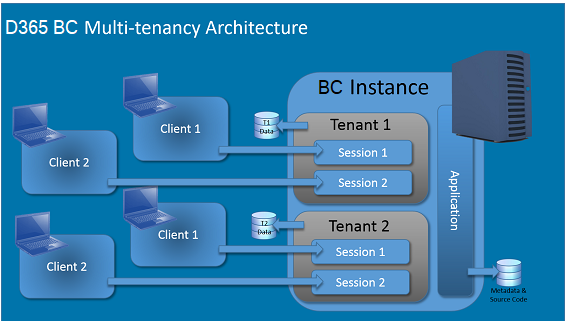 D365 BC Multi-tenancy Architecture
BC Instance
Client 1
T1
Data
Tenant 1
Client 2
Session 1
Session 2
Application
Client 1
T2
Data
Tenant 2
Client 2
Session 1
Session 2
Metadata &
Source Code